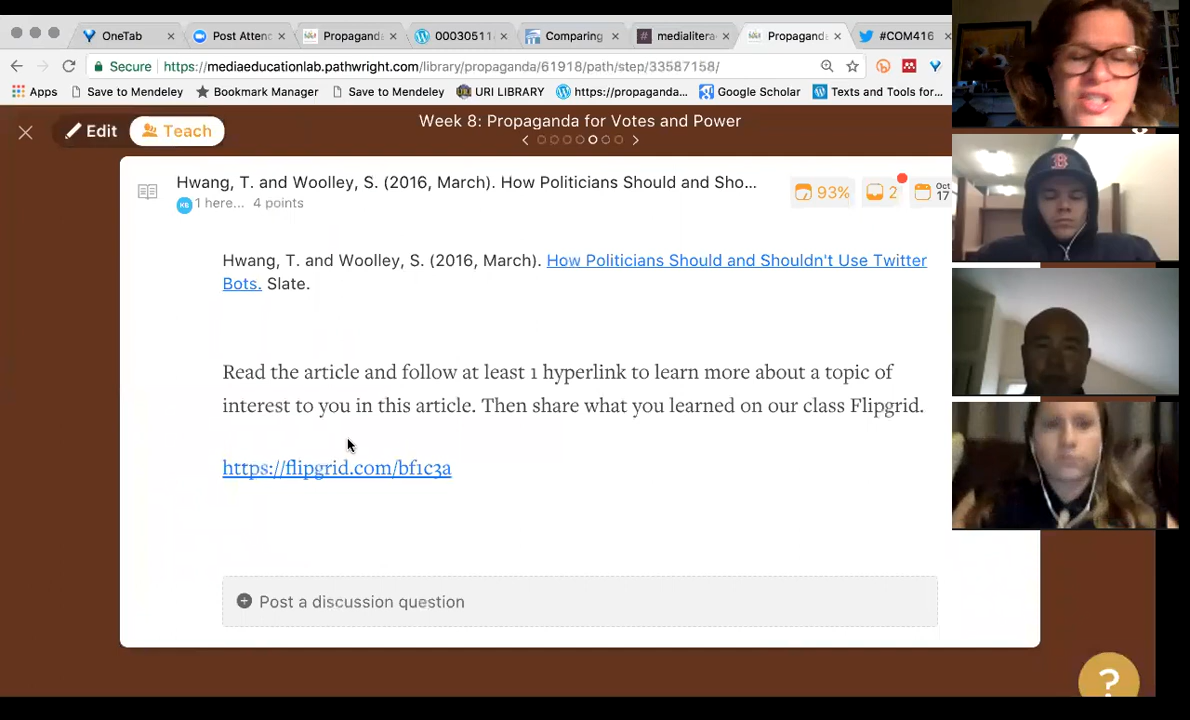 OneTab
Post Attend
Propaganda
00030511
Comparing
medialitera
Propaganda
#COM416
Secure
https://mediaeducationlab.pathwright.com/library/propaganda/61918/path/step/33587158/
Apps
Save to Mendeley
Bookmark Manager
Save to Mendeley
URI LIBRARY
https://propaganda...
Google Scholar
Texts and Tools for...
Edit
Teach
Week 8: Propaganda for Votes and Power
Hwang, T. and Woolley, S. (2016, March). How Politicians Should and Sho...
KB
1 here...
4 points
93%
2
Oct
17
B
Hwang, T. and Woolley, S. (2016, March). How Politicians Should and Shouldn't Use Twitter
Bots. Slate.
Read the article and follow at least 1 hyperlink to learn more about a topic of
interest to you in this article. Then share what you learned on our class Flipgrid.
https://flipgrid.com/bf1c3a
Post a discussion question
?